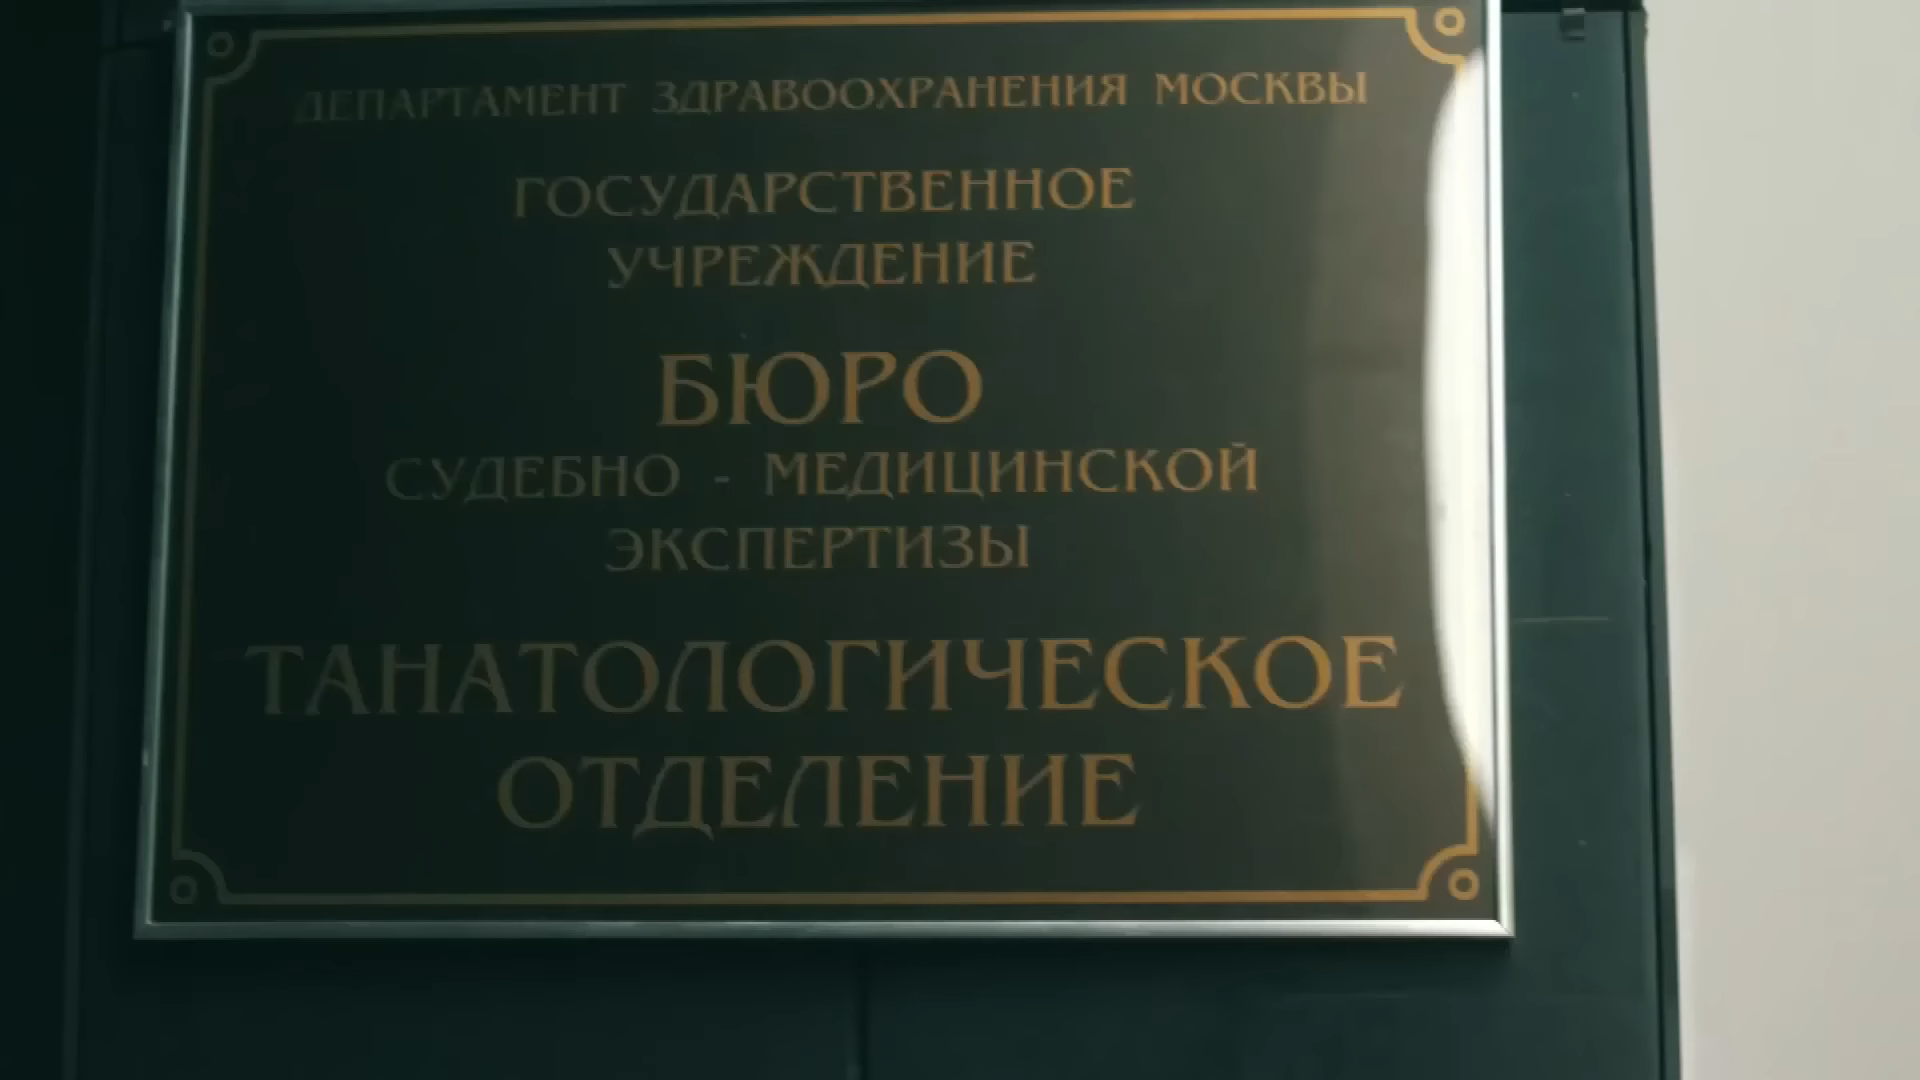 ДЕПАРТАМЕНТ ЗДРАВООХРАНЕНИЯ МОСКВЫ
ГОСУДАРСТВЕННОЕ
УЧРЕЖДЕНИЕ
БЮРО
СУДЕБНО - МЕДИЦИНСКОЙ
ЭКСПЕРТИЗЫ
ТАНАТОЛОГИЧЕСКОЕ
ОТДЕЛЕНИЕ